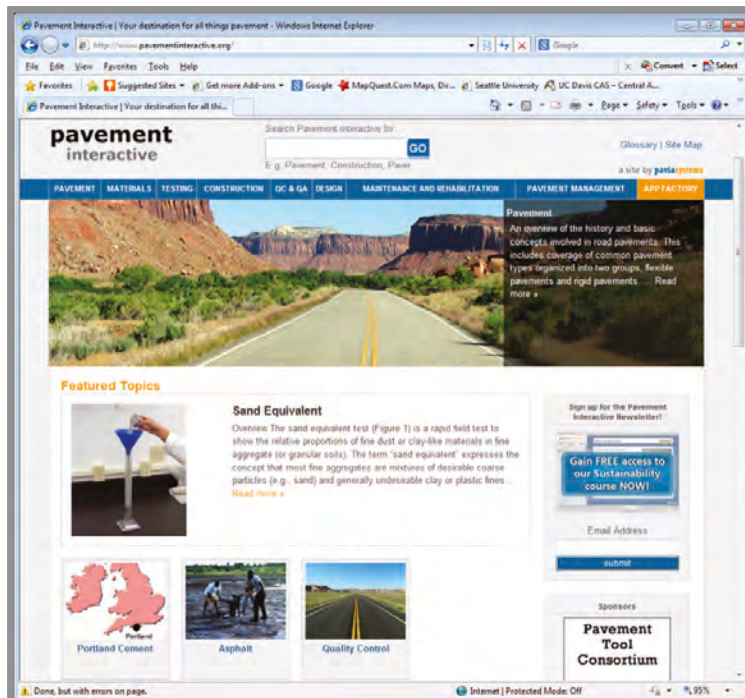 Pavement Interactive | Your destination for all things pavement - Windows Internet Explorer
http://www.pavementinteractive.org/
Google
File Edit View Favorites Tools Help
Convert Select
Favorites Suggested Sites Get more Add-ons Google MapQuest.Com Maps, Dir... Seattle University UC Davis CAS – Central A...
Pavement Interactive | Your destination for all thi...
Page Safety Tools
pavement
interactive
Search Pavement Interactive for:
GO
E.g. Pavement, Construction, Paver
Glossary | Site Map
a site by paviasystems
PAVEMENT MATERIALS TESTING CONSTRUCTION QC & QA DESIGN MAINTENANCE AND REHABILITATION PAVEMENT MANAGEMENT APP FACTORY
Pavement
An overview of the history and basic
concepts involved in road pavements. This
includes coverage of common pavement
types organized into two groups, flexible
pavements and rigid pavements. ... Read
more »
Featured Topics
Sand Equivalent
Overview The sand equivalent test (Figure 1) is a rapid field test to
show the relative proportions of fine dust or clay-like materials in fine
aggregate (or granular soils). The term "sand equivalent" expresses the
concept that most fine aggregates are mixtures of desirable coarse
particles (e.g., sand) and generally undesirable clay or plastic fines...
Read more »
Sign up for the Pavement
Interactive Newsletter!
Gain FREE access to
our Sustainability
course NOW!
Email Address
submit
Portland
Portland Cement
Asphalt
Quality Control
Sponsors
Pavement
Tool
Consortium
Done, but with errors on page.
Internet | Protected Mode: Off
95%